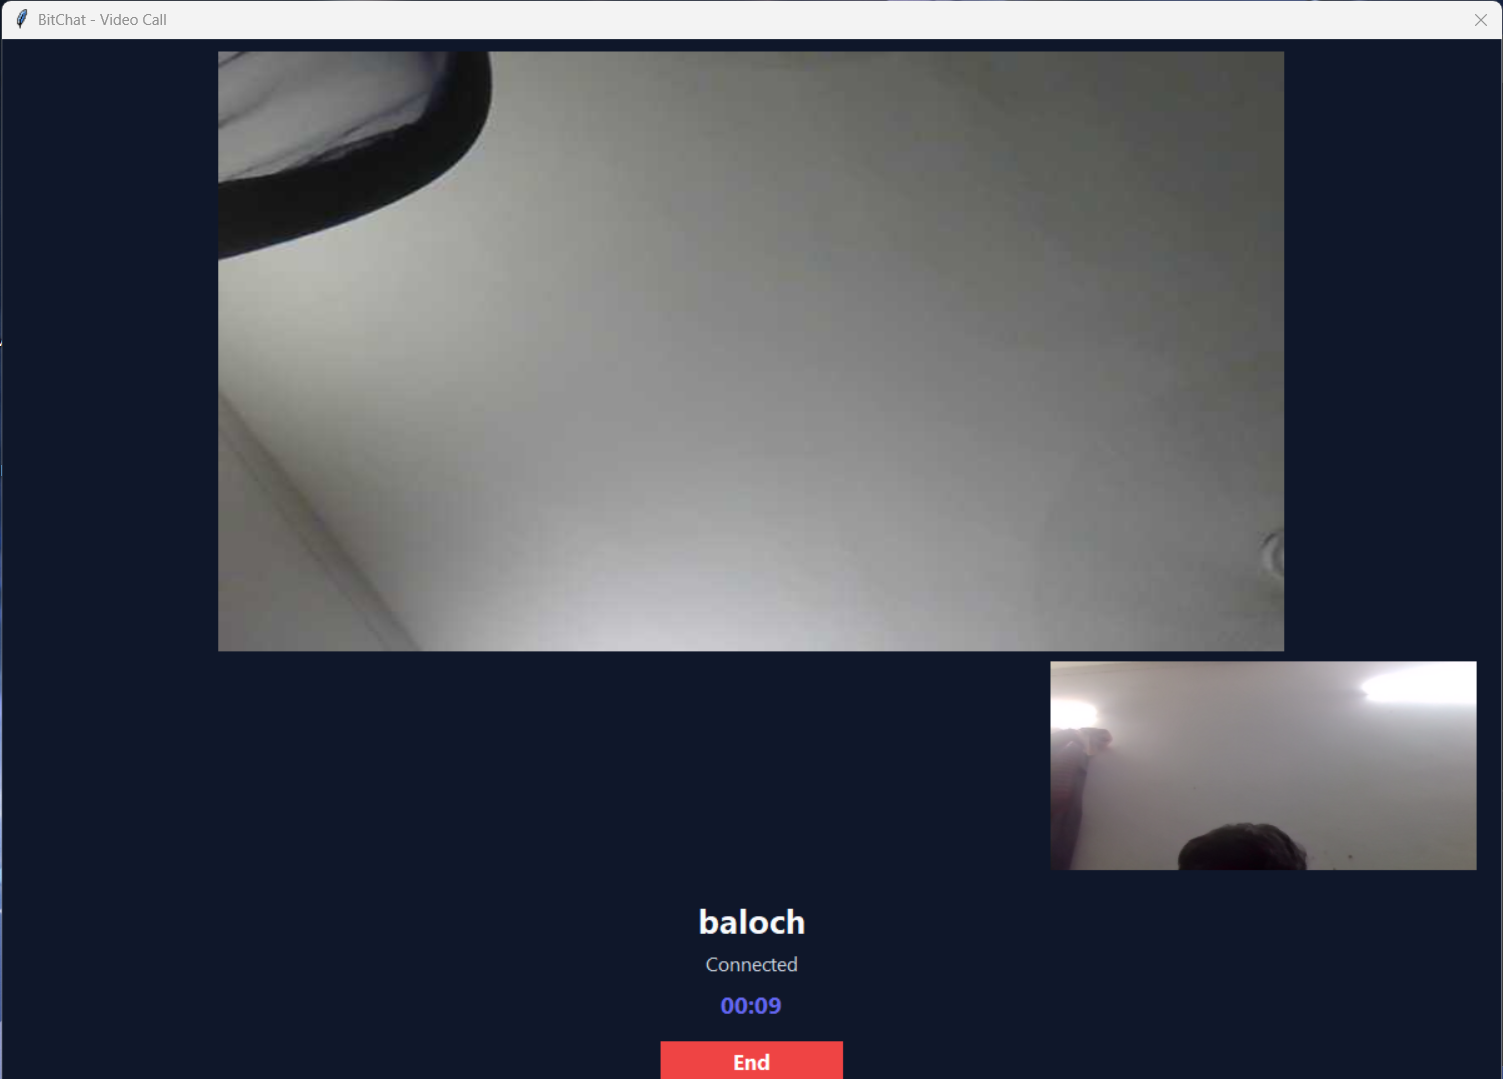 BitChat - Video Call
baloch
Connected
00:09
End